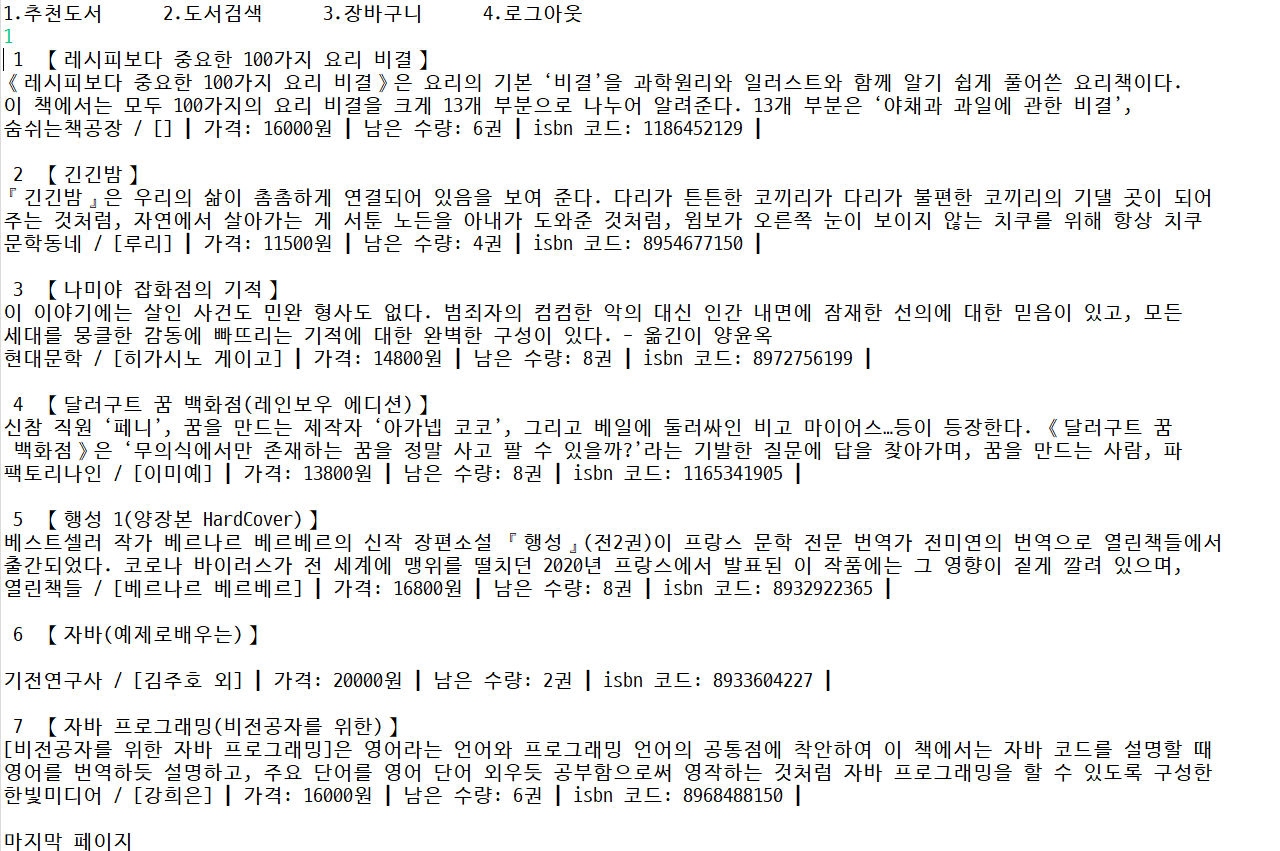 1.추천도서 2.도서검색 3.장바구니 4.로그아웃
1
1 【레시피보다 중요한 100가지 요리 비결】
《레시피보다 중요한 100가지 요리 비결》은 요리의 기본 ‘비결’을 과학원리와 일러스트와 함께 알기 쉽게 풀어쓴 요리책이다.
이 책에서는 모두 100가지의 요리 비결을 크게 13개 부분으로 나누어 알려준다. 13개 부분은 ‘야채과 과일에 관한 비결’,
숨쉬는책공장 / [] ┃ 가격: 16000원 ┃ 남은 수량: 6권 ┃ isbn 코드: 1186452129 ┃
2 【긴긴밤】
『긴긴밤』은 우리의 삶이 촘촘하게 연결되어 있음을 보여 준다. 다리가 튼튼한 코끼리가 다리가 불편한 코끼리의 기댈 곳이 되어
주는 것처럼, 자연에서 살아가는 게 서툰 노든을 아내가 도와준 것처럼, 윔보가 오른쪽 눈이 보이지 않는 치쿠를 위해 항상 치쿠
문학동네 / [루리] ┃ 가격: 11500원 ┃ 남은 수량: 4권 ┃ isbn 코드: 8954677150 ┃
3 【나미야 잡화점의 기적】
이 이야기에는 살인 사건도 민완 형사도 없다. 범죄자의 컴컴한 악의 대신 인간 내면에 잠재한 선의에 대한 믿음이 있고, 모든
세대를 뭉클한 감동에 빠뜨리는 기적에 대한 완벽한 구성이 있다. - 옮긴이 양윤옥
현대문학 / [히가시노 게이고] ┃ 가격: 14800원 ┃ 남은 수량: 8권 ┃ isbn 코드: 8972756199 ┃
4 【달러구트 꿈 백화점(레인보우 에디션)】
신참 직원 ‘페니’, 꿈을 만드는 제작자 ‘아가넵 코코’, 그리고 베일에 둘러싸인 비고 마이어스…등이 등장한다. 《달러구트 꿈
백화점》은 ‘무의식에서만 존재하는 꿈을 정말 사고 팔 수 있을까?’라는 기발한 질문에 답을 찾아가며, 꿈을 만드는 사람, 파
팩토리나인 / [이미예] ┃ 가격: 13800원 ┃ 남은 수량: 8권 ┃ isbn 코드: 1165341905 ┃
5 【행성 1(양장본 HardCover)】
베스트셀러 작가 베르나르 베르베르의 신작 장편소설 『행성』(전2권)이 프랑스 문학 전문 번역가 전미연의 번역으로 열린책들에서
출간되었다. 코로나 바이러스가 전 세계에 맹위를 떨치던 2020년 프랑스에서 발표된 이 작품에는 그 영향이 짙게 깔려 있으며,
열린책들 / [베르나르 베르베르] ┃ 가격: 16800원 ┃ 남은 수량: 8권 ┃ isbn 코드: 8932922365 ┃
6 【자바(예제로배우는)】
기전연구사 / [김주호 외] ┃ 가격: 20000원 ┃ 남은 수량: 2권 ┃ isbn 코드: 8933604227 ┃
7 【자바 프로그래밍(비전공자를 위한)】
[비전공자를 위한 자바 프로그래밍]은 영어라는 언어와 프로그래밍 언어의 공통점에 착안하여 이 책에서는 자바 코드를 설명할 때
영어를 번역하듯 설명하고, 주요 단어를 영어 단어 외우듯 공부함으로써 영작하는 것처럼 자바 프로그래밍을 할 수 있도록 구성한
한빛미디어 / [강희은] ┃ 가격: 16000원 ┃ 남은 수량: 6권 ┃ isbn 코드: 8968488150 ┃
마지막 페이지